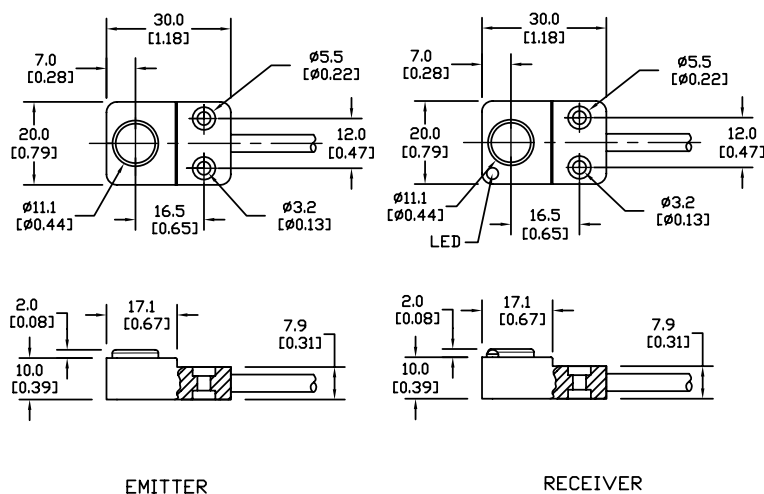 30.0
[1.18]
7.0
[0.28]
ø5.5
[ø0.22]
20.0
[0.79]
12.0
[0.47]
ø11.1
[ø0.44]
16.5
[0.65]
ø3.2
[ø0.13]
30.0
[1.18]
7.0
[0.28]
ø5.5
[ø0.22]
20.0
[0.79]
12.0
[0.47]
ø11.1
[ø0.44]
16.5
[0.65]
ø3.2
[ø0.13]
LED
2.0
[0.08]
17.1
[0.67]
7.9
[0.31]
10.0
[0.39]
2.0
[0.08]
17.1
[0.67]
7.9
[0.31]
10.0
[0.39]
EMITTER
RECEIVER